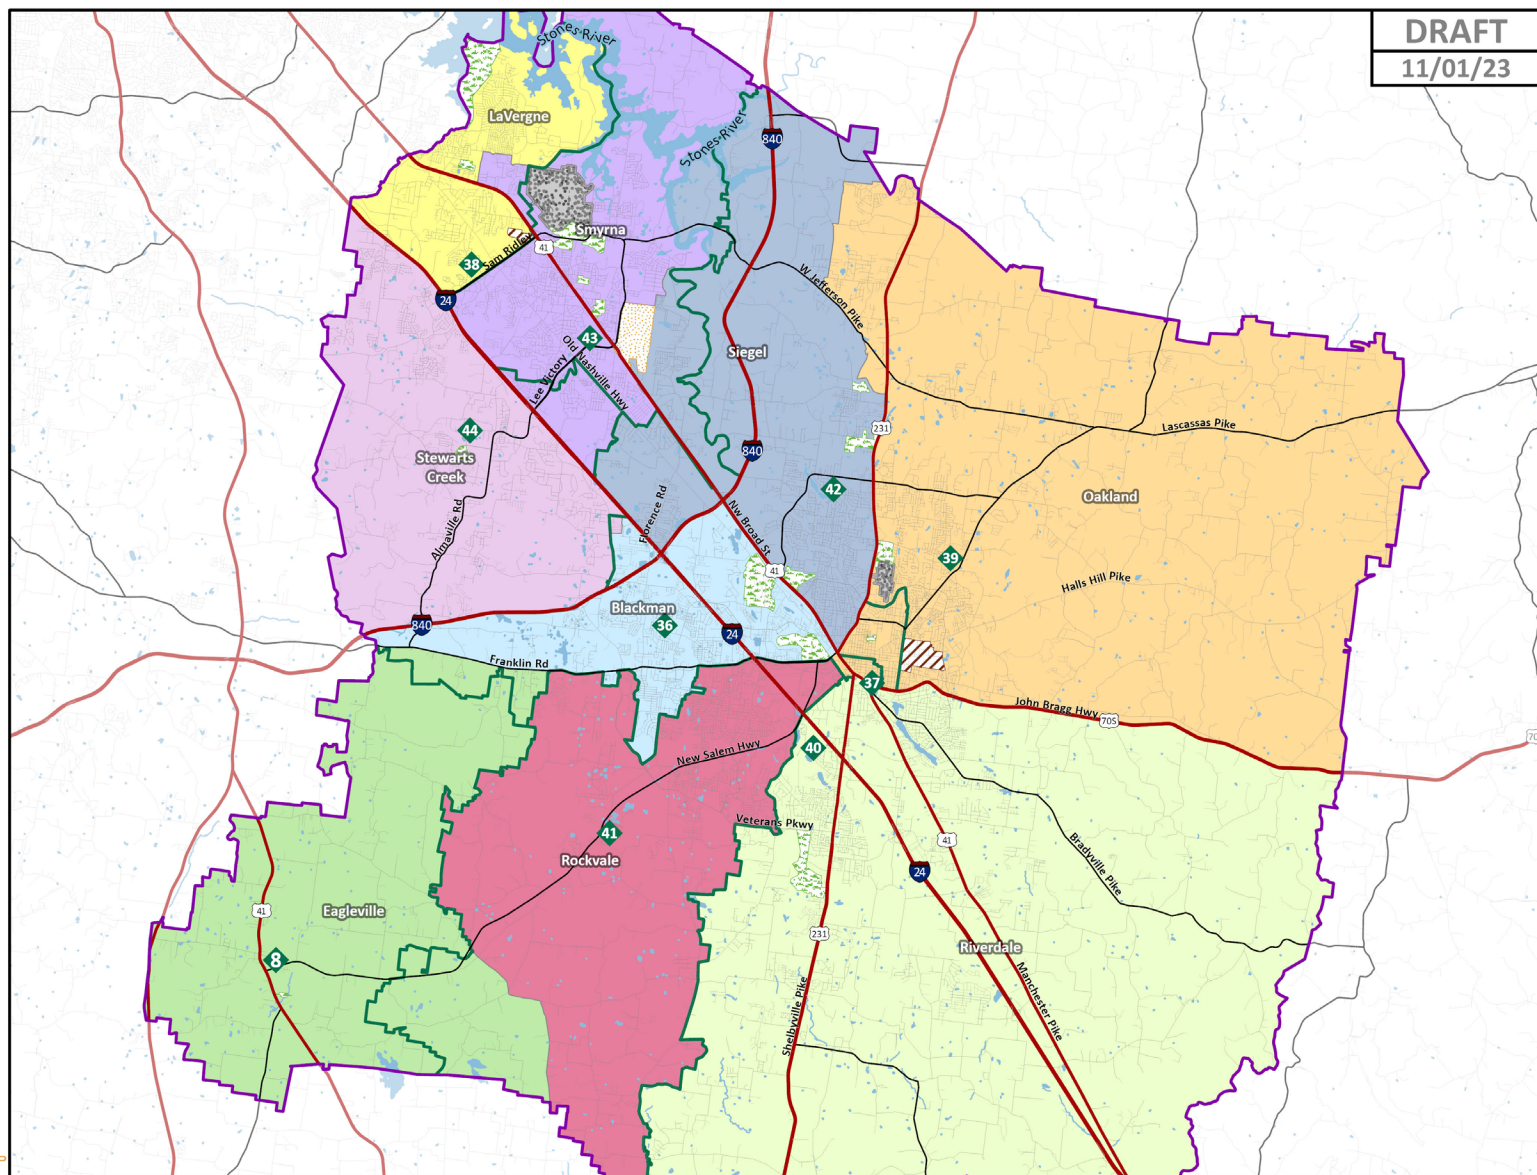 DRAFT
11/01/23
Stones River
LaVergne
Stones River
840
Smyrna
41
Sam Ridley
38
24
W Jefferson Pike
43
Old Nashville Hwy
Lee Victory
Siegel
44
Stewarts
Creek
231
Lascassas Pike
840
42
Oakland
Almaville Rd
Florence Rd
Nw Broad St
39
41
Halls Hill Pike
Blackman
36
840
24
Franklin Rd
37
John Bragg Hwy
70S
70
New Salem Hwy
40
Veterans Pkwy
41
Rockvale
41
Bradyville Pike
24
Eagleville
41
231
Riverdale
8
Manchester Pike
Shelbyville Pike